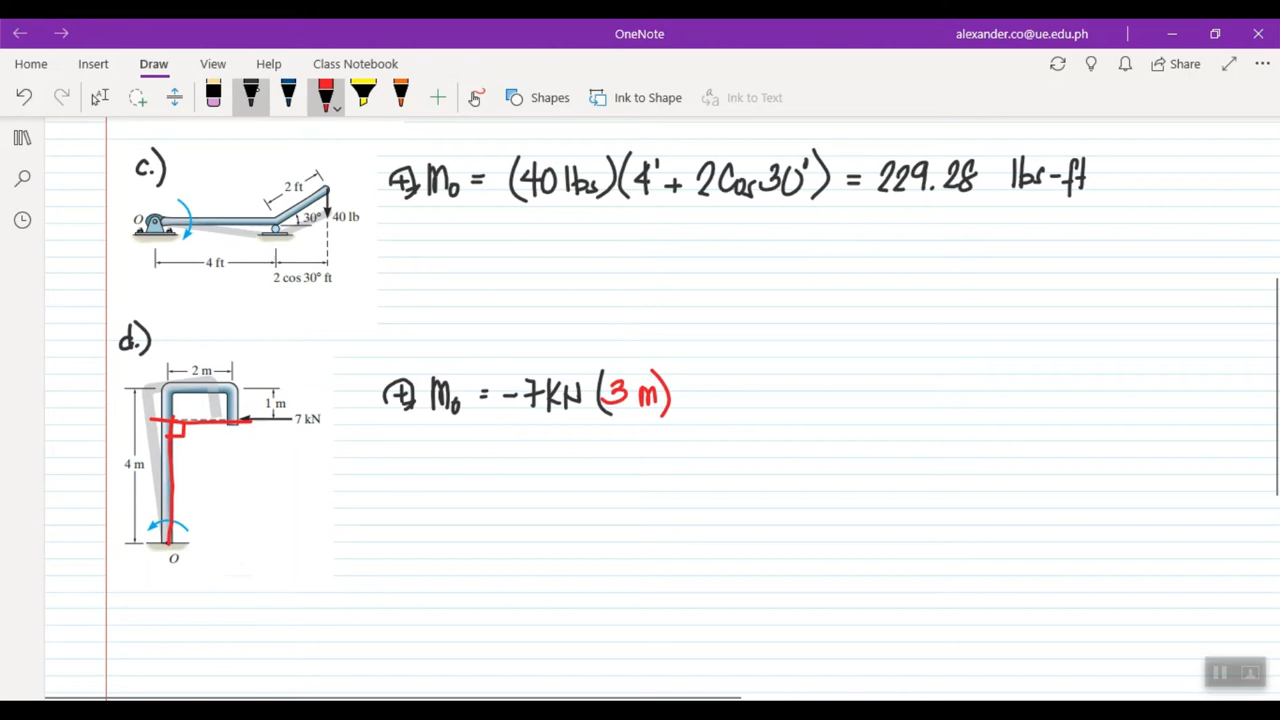 OneNote
alexander.co@ue.edu.ph
Home Insert Draw View Help Class Notebook
Share
Shapes Ink to Shape Ink to Text
c.)
2 ft
O 30° 40 lb
4 ft
2 cos 30° ft
(+) M₀ = (40 lbs)(4' + 2Cos30') = 229.28 lbs-ft
d.)
2 m
1 m
7 kN
4 m
O
(+) M₀ = -7KN (3 m)